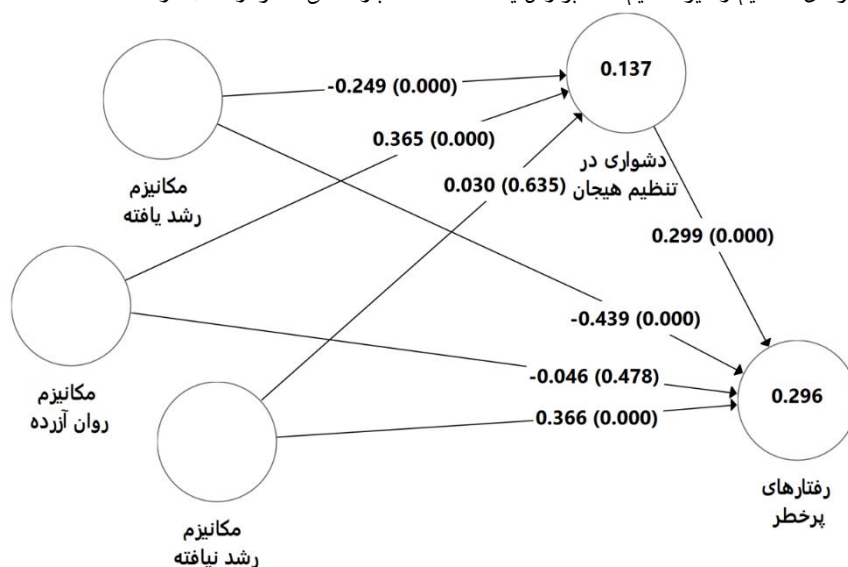 0.137
-0.249 (0.000)
مکانیزم
رشد یافته
دشواری در
تنظیم هیجان
0.365 (0.000)
0.030 (0.635)
0.299 (0.000)
-0.439 (0.000)
-0.046 (0.478)
0.366 (0.000)
0.296
مکانیزم
روان آزرده
رفتارهای
پرخطر
مکانیزم
رشد نیافته